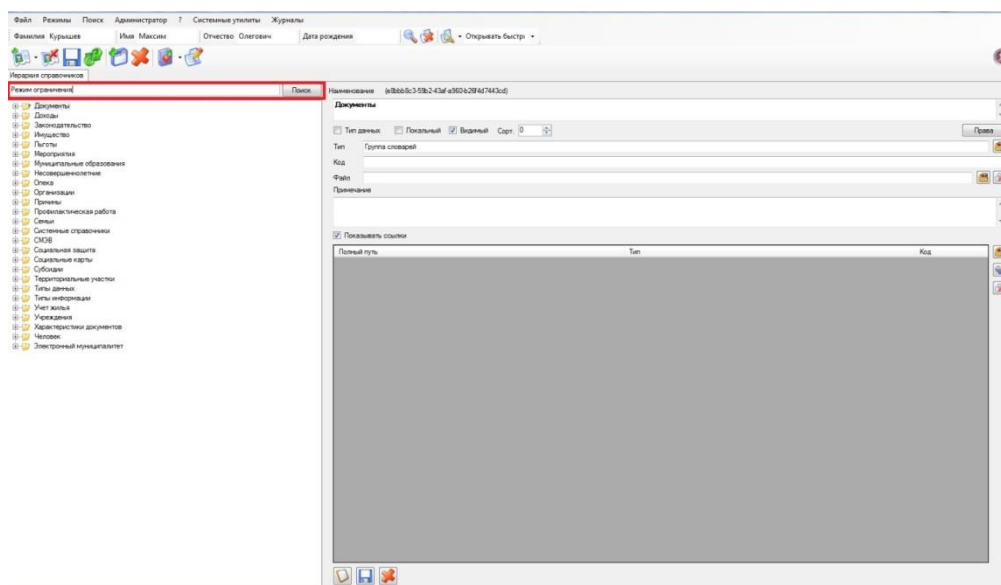 Файл Режимы Поиск Администратор ? Системные утилиты Журналы
Фамилия Курышев Имя Максим Отчество Олегович Дата рождения Открывать быстр
Иерархия справочников
Режим ограничения Поиск
Наименование (e8bbb8c3-59b2-43af-a960-b26f4d7443cd)
Документы
Документы
Доходы
Законодательство
Имущество
Льготы
Мероприятия
Муниципальные образования
Несовершеннолетние
Опека
Организации
Причины
Профилактическая работа
Семьи
Системные справочники
СМЭВ
Социальная защита
Социальные карты
Субсидии
Территориальные участки
Типы данных
Типы информации
Учет жилья
Учреждения
Характеристики документов
Человек
Электронный муниципалитет
Тип данных Локальный Видимый Сорт. 0 Права
Тип Группа словарей
Код
Файл
Примечание
Показывать ссылки
Полный путь Тип Код